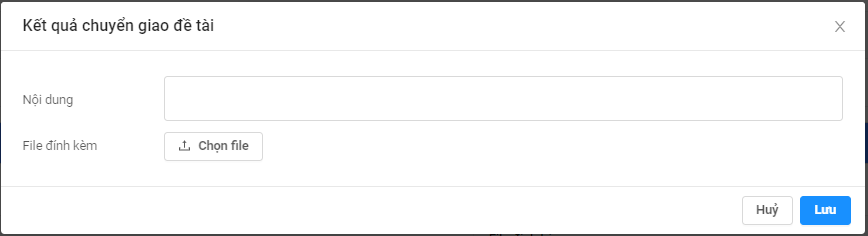 Kết quả chuyển giao đề tài
Nội dung
File đính kèm
Chọn file
Huỷ
Lưu